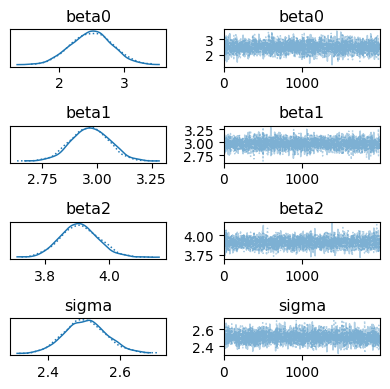 beta0 beta0
3
2
2 3 0 1000
beta1 beta1
3.25
3.00
2.75
2.75 3.00 3.25 0 1000
beta2 beta2
4.00
3.75
3.8 4.0 0 1000
sigma sigma
2.6
2.4
2.4 2.6 0 1000